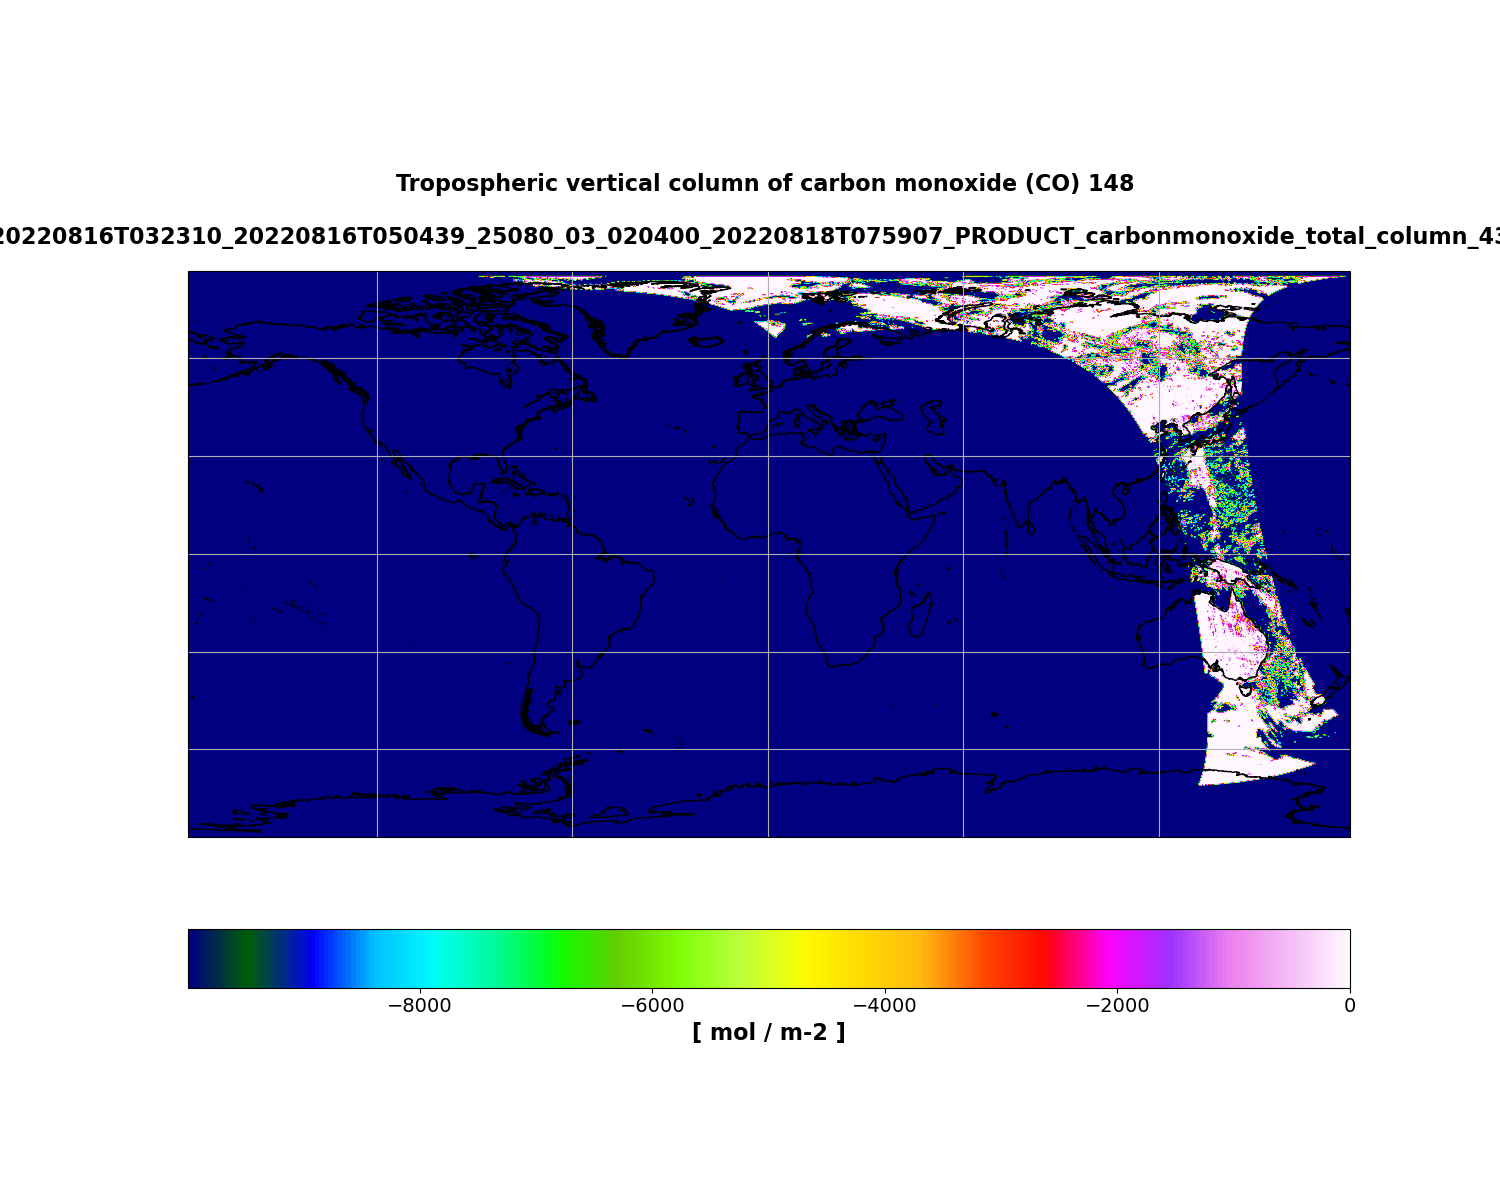 Tropospheric vertical column of carbon monoxide (CO) 148
20220816T032310_20220816T050439_25080_03_020400_20220818T075907_PRODUCT_carbonmonoxide_total_column_43
−8000 −6000 −4000 −2000 0
[ mol / m-2 ]